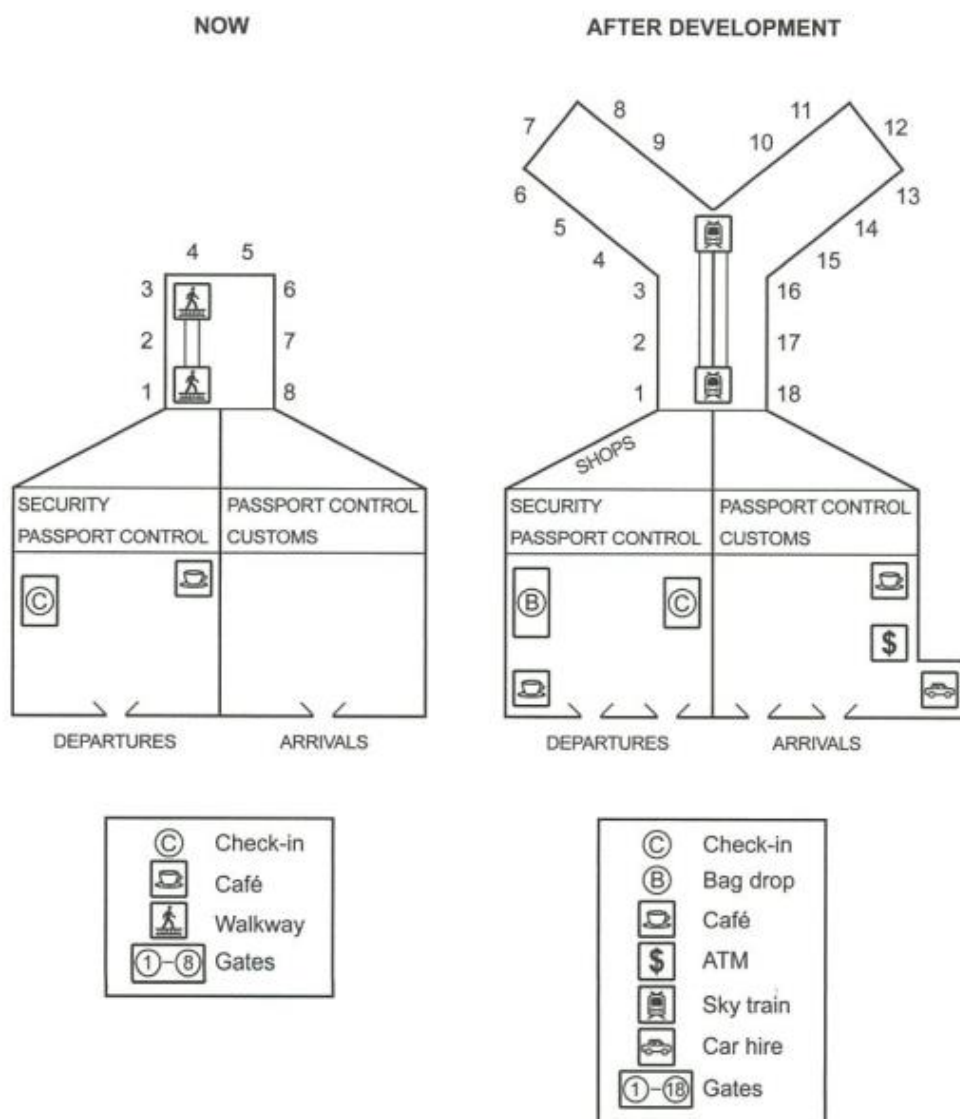 NOW
AFTER DEVELOPMENT
4 5
3 6
2 7
1 8
SECURITY PASSPORT CONTROL
PASSPORT CONTROL CUSTOMS
C
DEPARTURES ARRIVALS
C Check-in
Café
Walkway
1-8 Gates
8 11
7 9 10 12
6 13
5 14
4 15
3 16
2 17
1 18
SHOPS
SECURITY PASSPORT CONTROL
PASSPORT CONTROL CUSTOMS
B C
$
DEPARTURES ARRIVALS
C Check-in
B Bag drop
Café
$ ATM
Sky train
Car hire
1-18 Gates